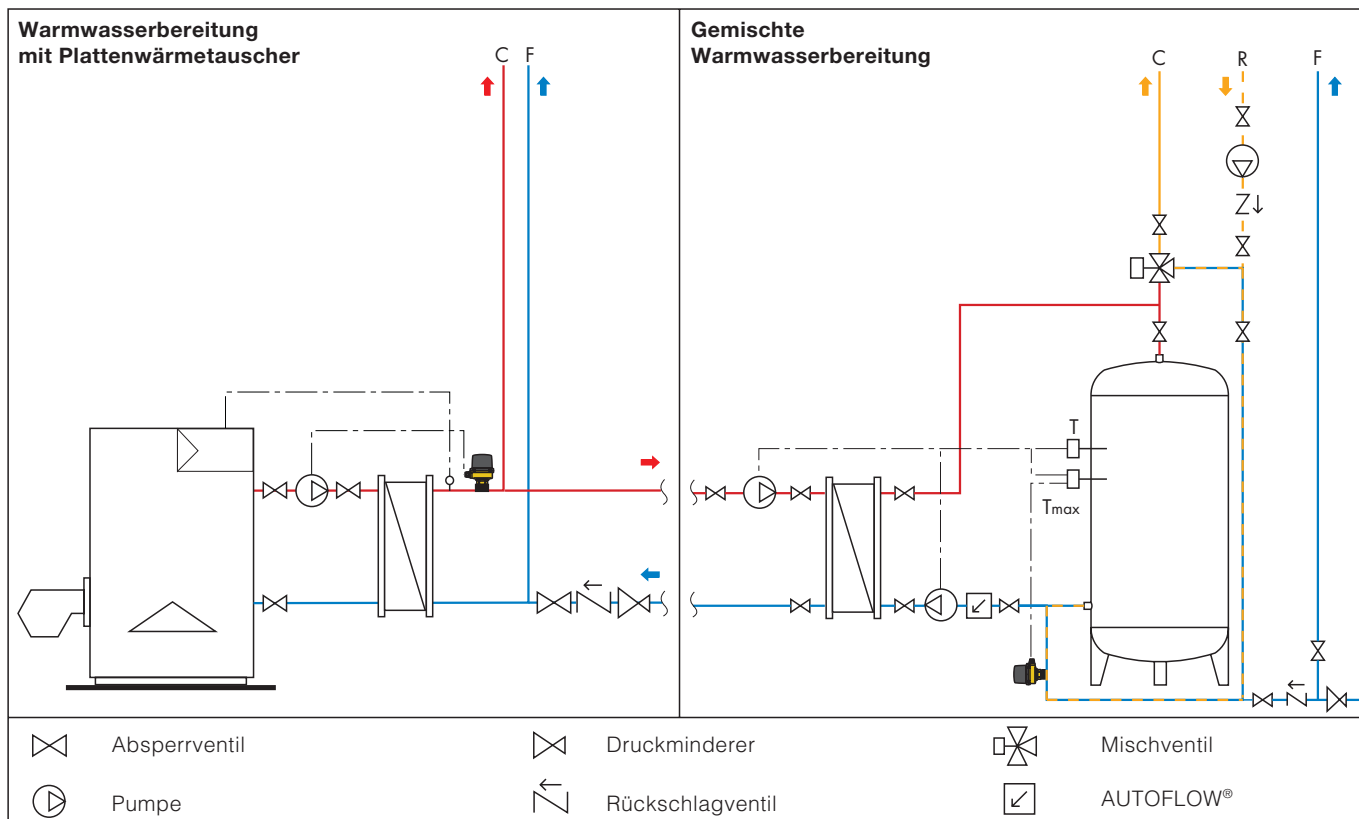 Warmwasserbereitung
mit Plattenwärmetauscher
C F
Gemischte
Warmwasserbereitung
C R F
T
Tmax
Absperrventil
Druckminderer
Mischventil
Pumpe
Rückschlagventil
AUTOFLOW®